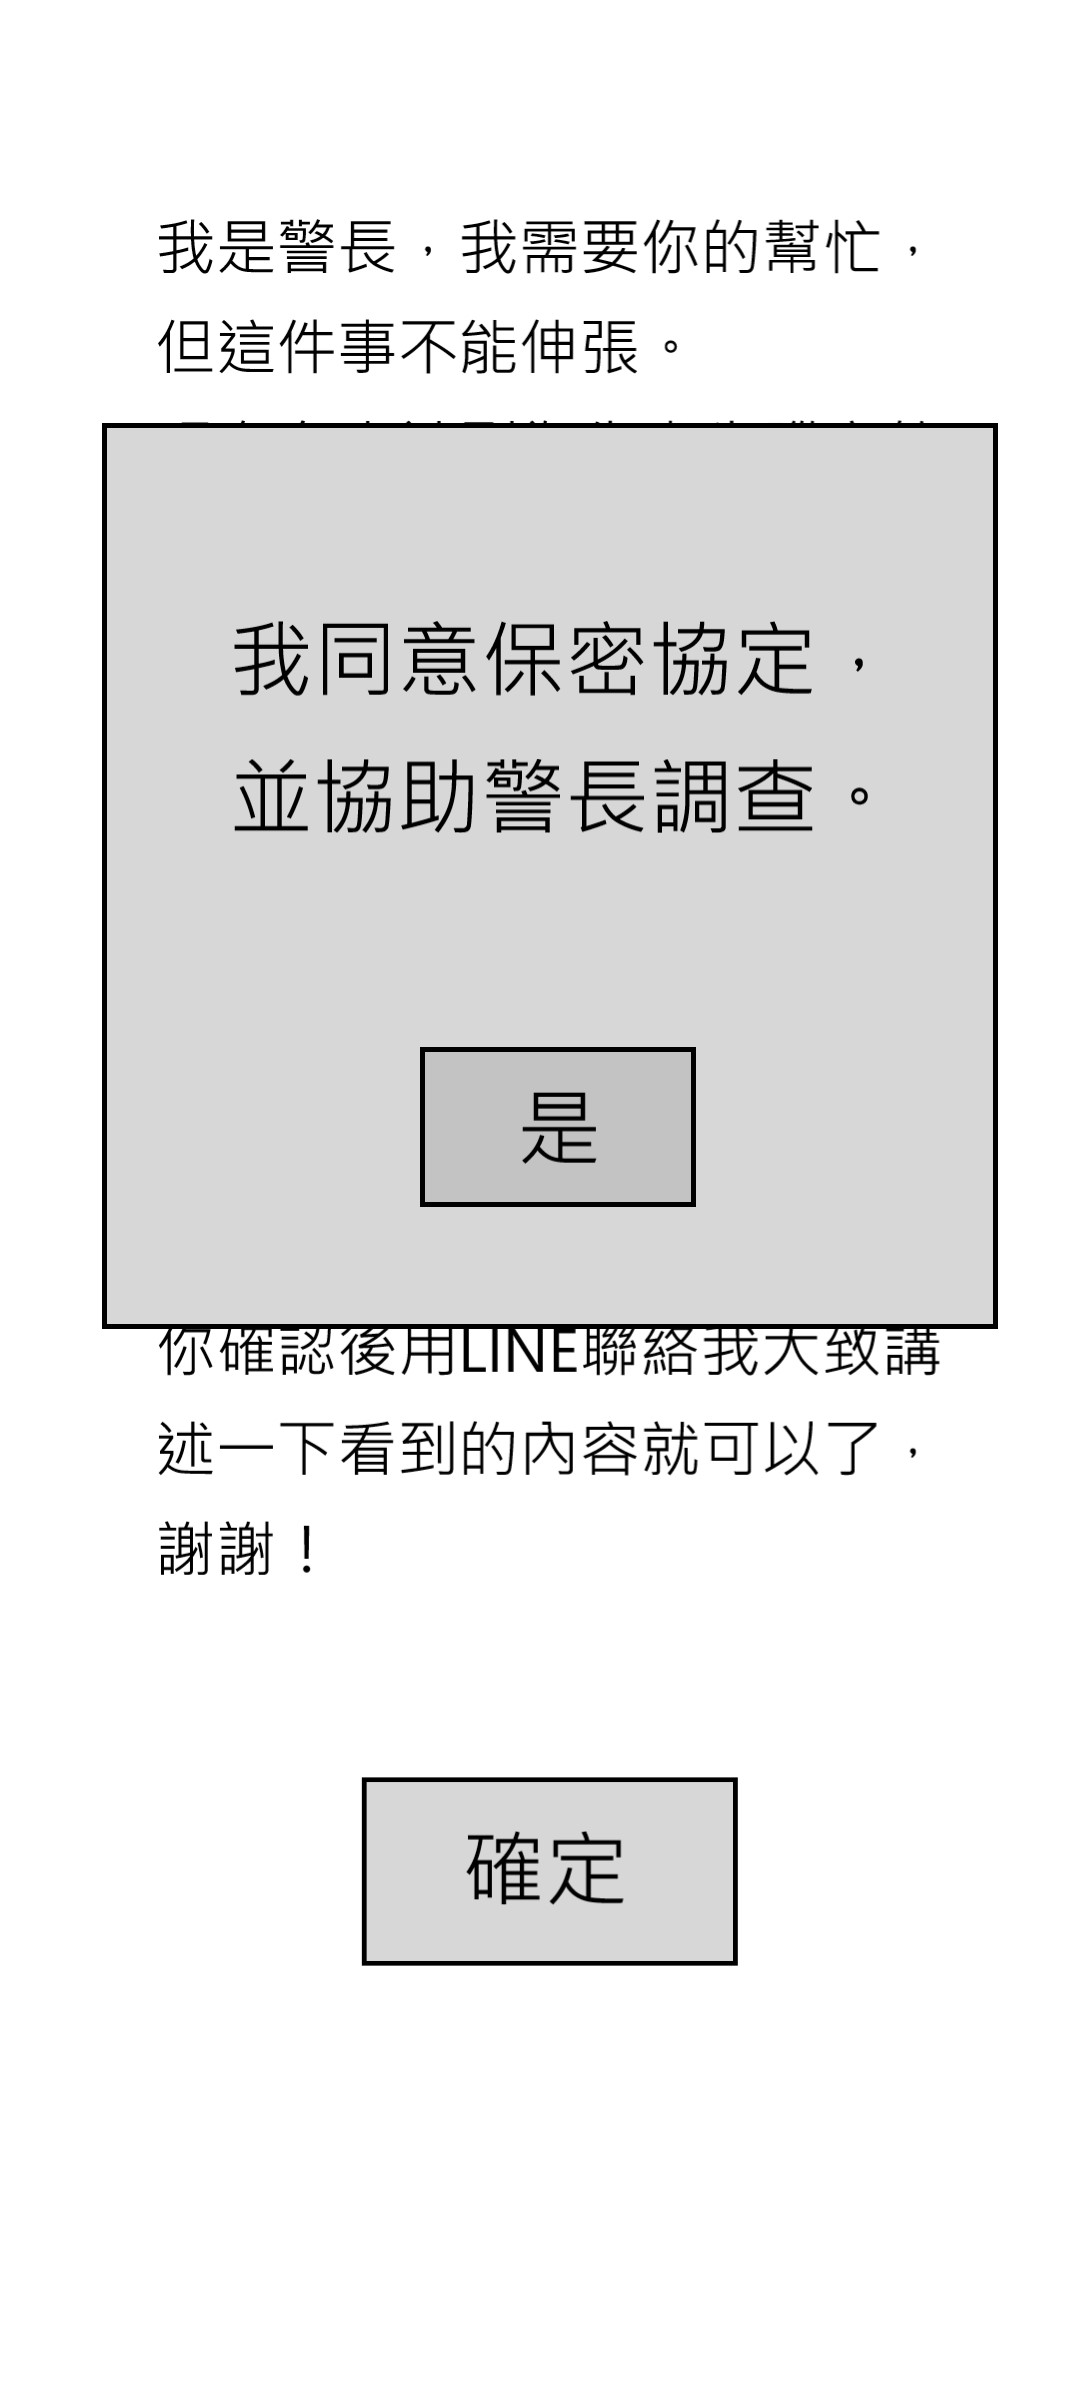 我是警長，我需要你的幫忙，
但這件事不能伸張。
我同意保密協定，
並協助警長調查。
是
你確認後用LINE聯絡我大致講
述一下看到的內容就可以了，
謝謝！
確定